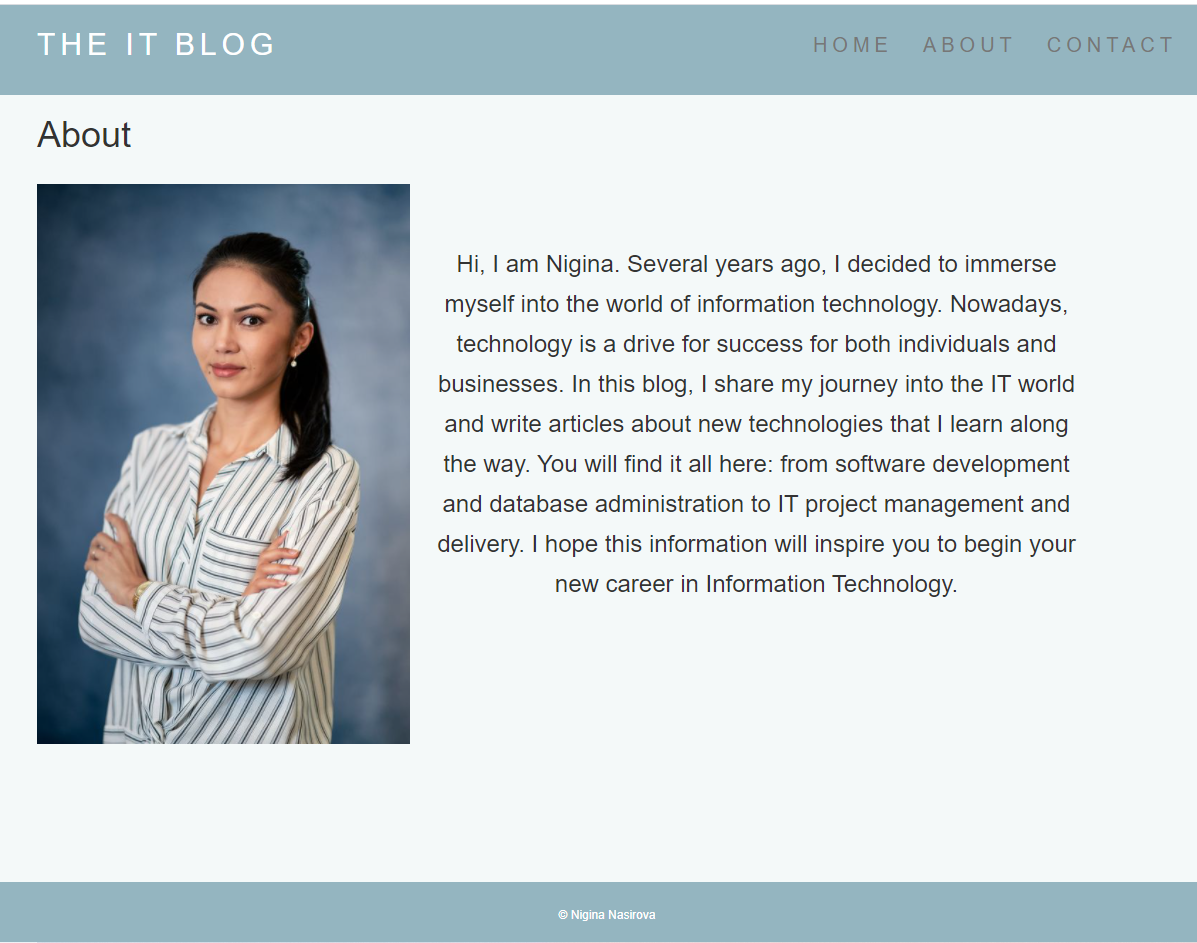 THE IT BLOG
HOME ABOUT CONTACT
About
Hi, I am Nigina. Several years ago, I decided to immerse
myself into the world of information technology. Nowadays,
technology is a drive for success for both individuals and
businesses. In this blog, I share my journey into the IT world
and write articles about new technologies that I learn along
the way. You will find it all here: from software development
and database administration to IT project management and
delivery. I hope this information will inspire you to begin your
new career in Information Technology.
© Nigina Nasirova